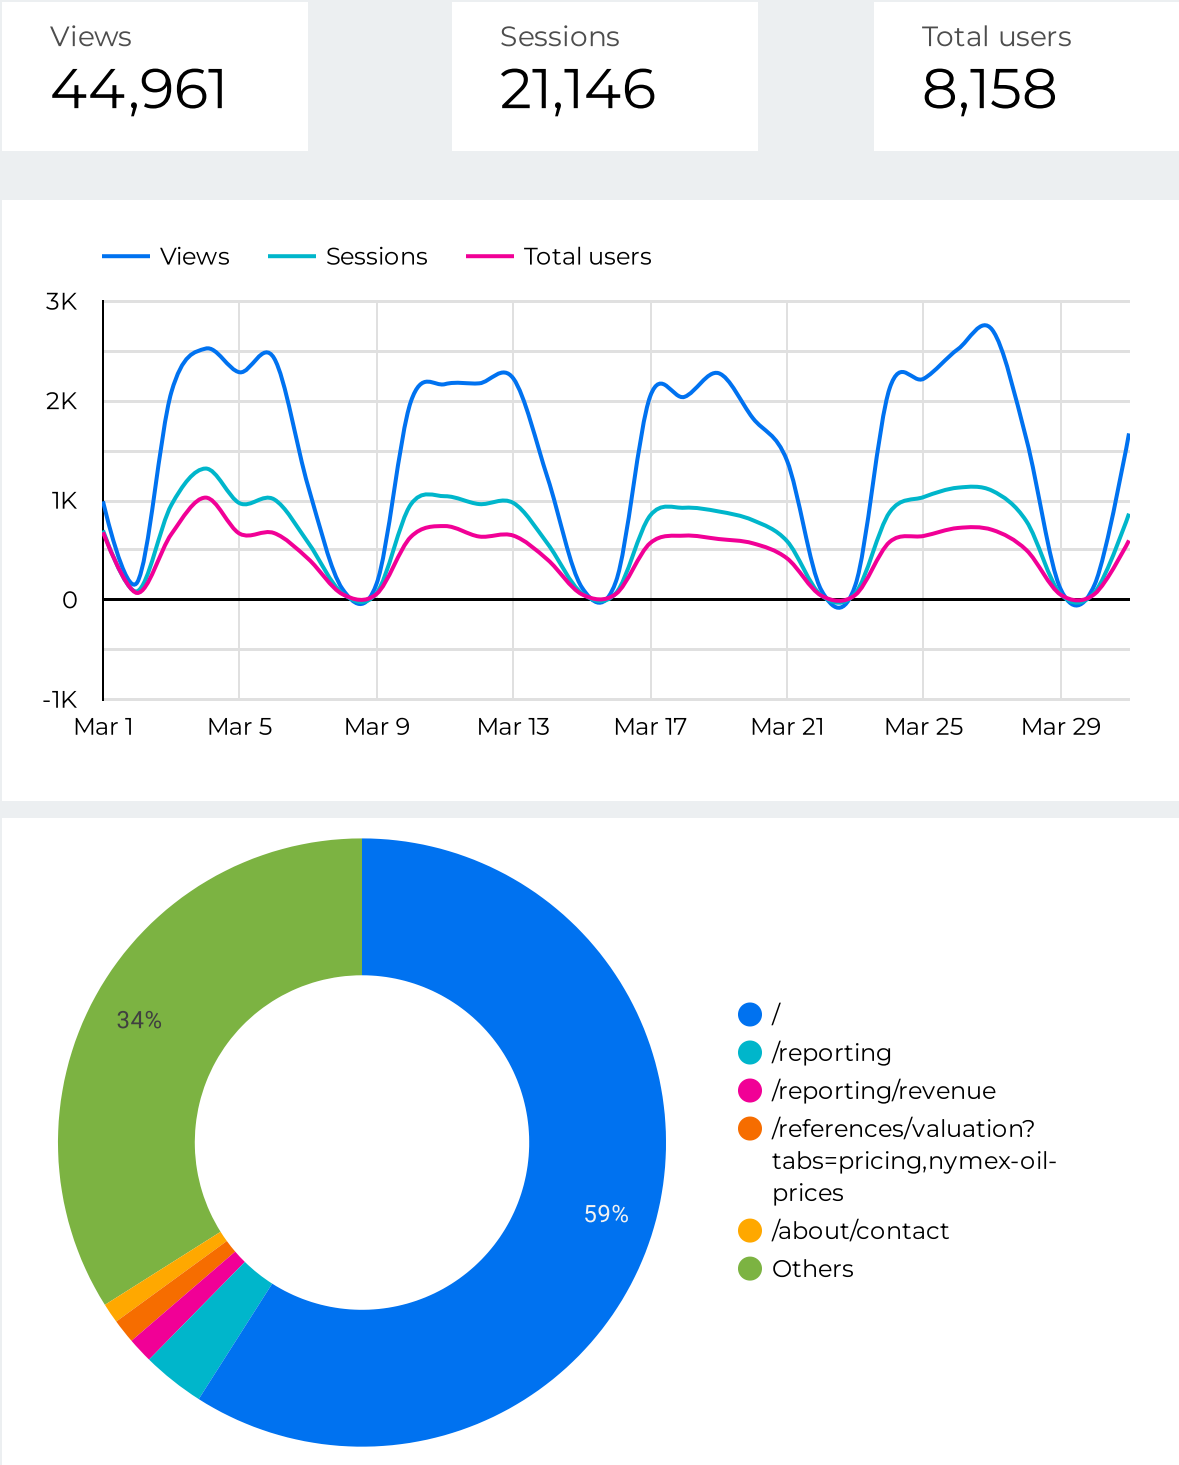 Views
44,961
Sessions
21,146
Total users
8,158
Views
Sessions
Total users
3K
2K
1K
0
-1K
Mar 1
Mar 5
Mar 9
Mar 13
Mar 17
Mar 21
Mar 25
Mar 29
34%
59%
/
/reporting
/reporting/revenue
/references/valuation?
tabs=pricing,nymex-oil-
prices
/about/contact
Others